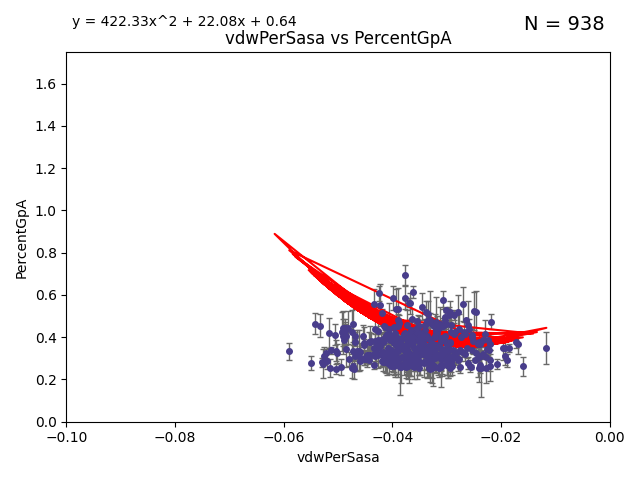 y = 422.33x^2 + 22.08x + 0.64
N = 938
vdwPerSasa vs PercentGpA
PercentGpA
1.6
1.4
1.2
1.0
0.8
0.6
0.4
0.2
0.0
−0.10 −0.08 −0.06 −0.04 −0.02 0.00
vdwPerSasa